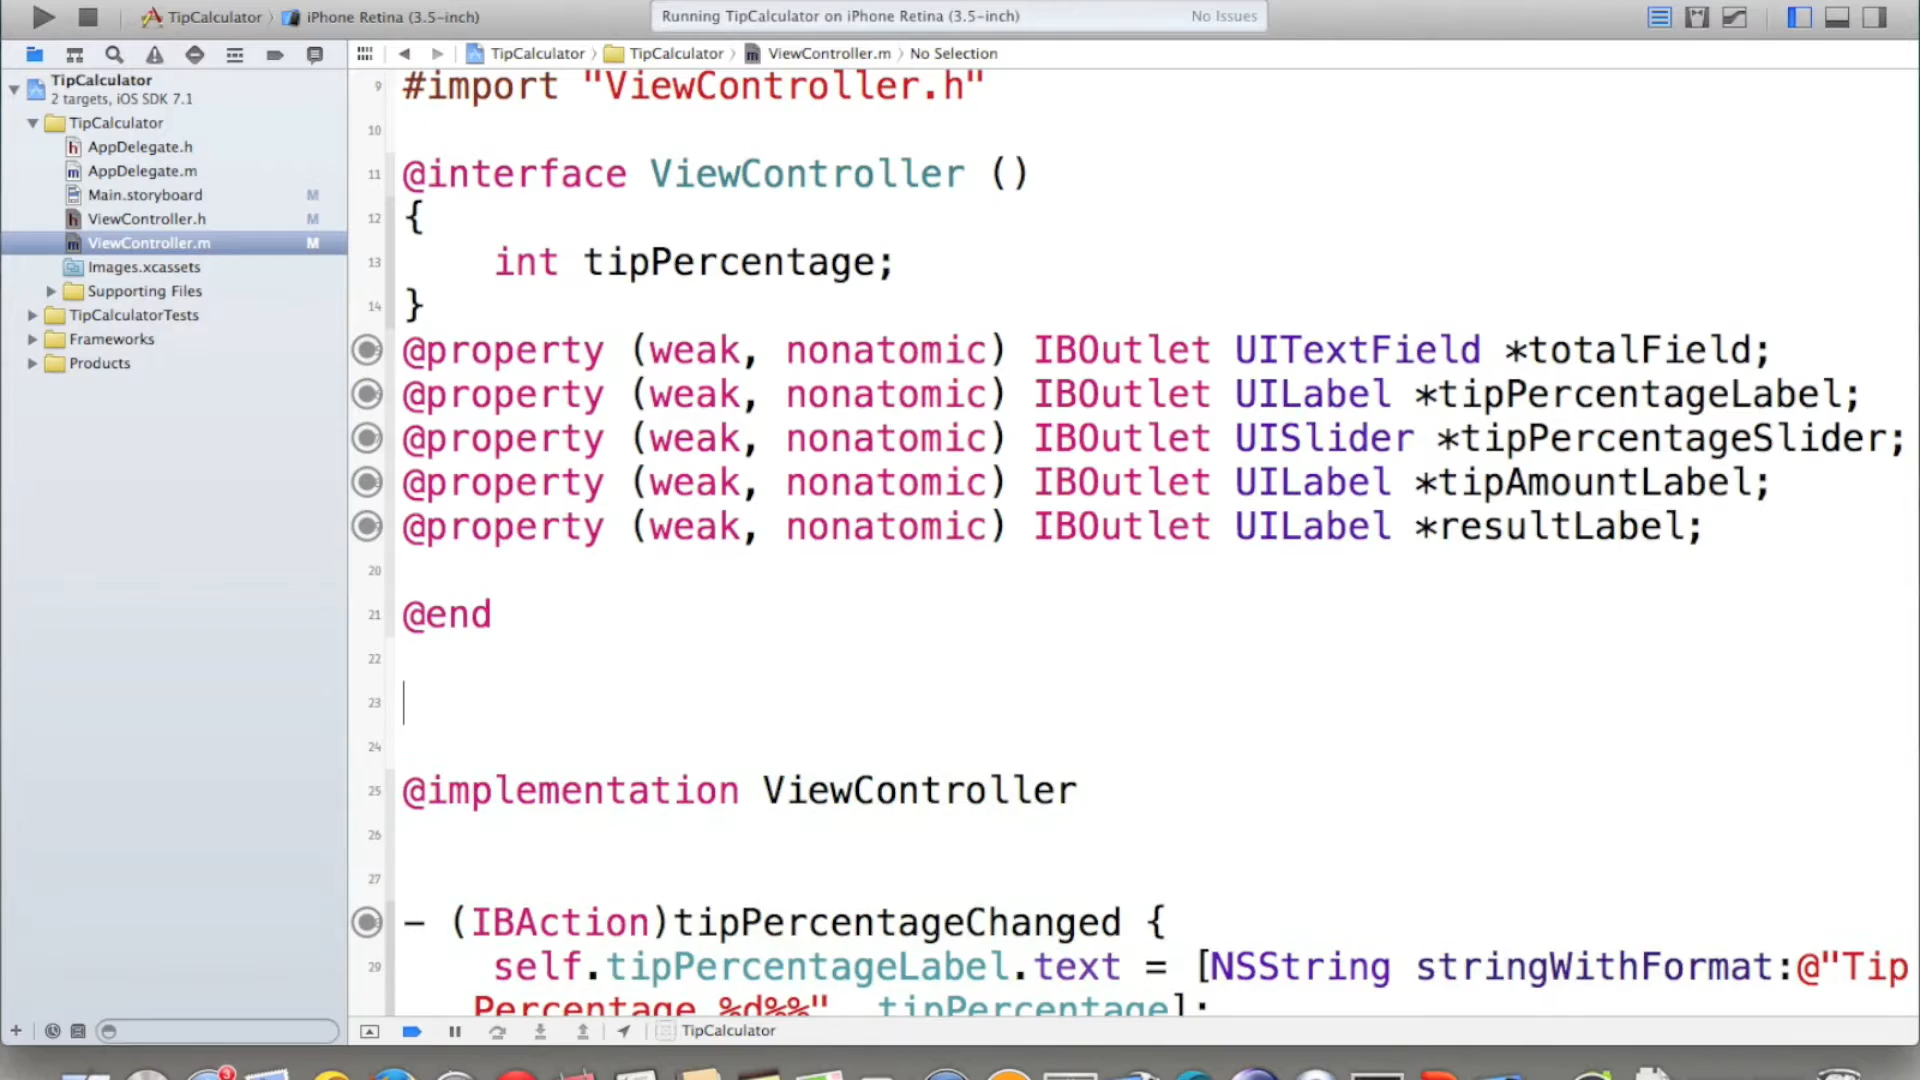 TipCalculator 〉 iPhone Retina (3.5-inch)
Running TipCalculator on iPhone Retina (3.5-inch) No Issues
TipCalculator 〉 TipCalculator 〉 ViewController.m 〉 No Selection
TipCalculator
2 targets, iOS SDK 7.1
TipCalculator
AppDelegate.h
AppDelegate.m
Main.storyboard M
ViewController.h M
ViewController.m M
Images.xcassets
Supporting Files
TipCalculatorTests
Frameworks
Products
9 #import "ViewController.h"
10
11 @interface ViewController ()
12 {
13 int tipPercentage;
14 }
@property (weak, nonatomic) IBOutlet UITextField *totalField;
@property (weak, nonatomic) IBOutlet UILabel *tipPercentageLabel;
@property (weak, nonatomic) IBOutlet UISlider *tipPercentageSlider;
@property (weak, nonatomic) IBOutlet UILabel *tipAmountLabel;
@property (weak, nonatomic) IBOutlet UILabel *resultLabel;
20
21 @end
22
23
24
25 @implementation ViewController
26
27
- (IBAction)tipPercentageChanged {
29 self.tipPercentageLabel.text = [NSString stringWithFormat:@"Tip
Percentage %d%%", tipPercentage];
TipCalculator
3